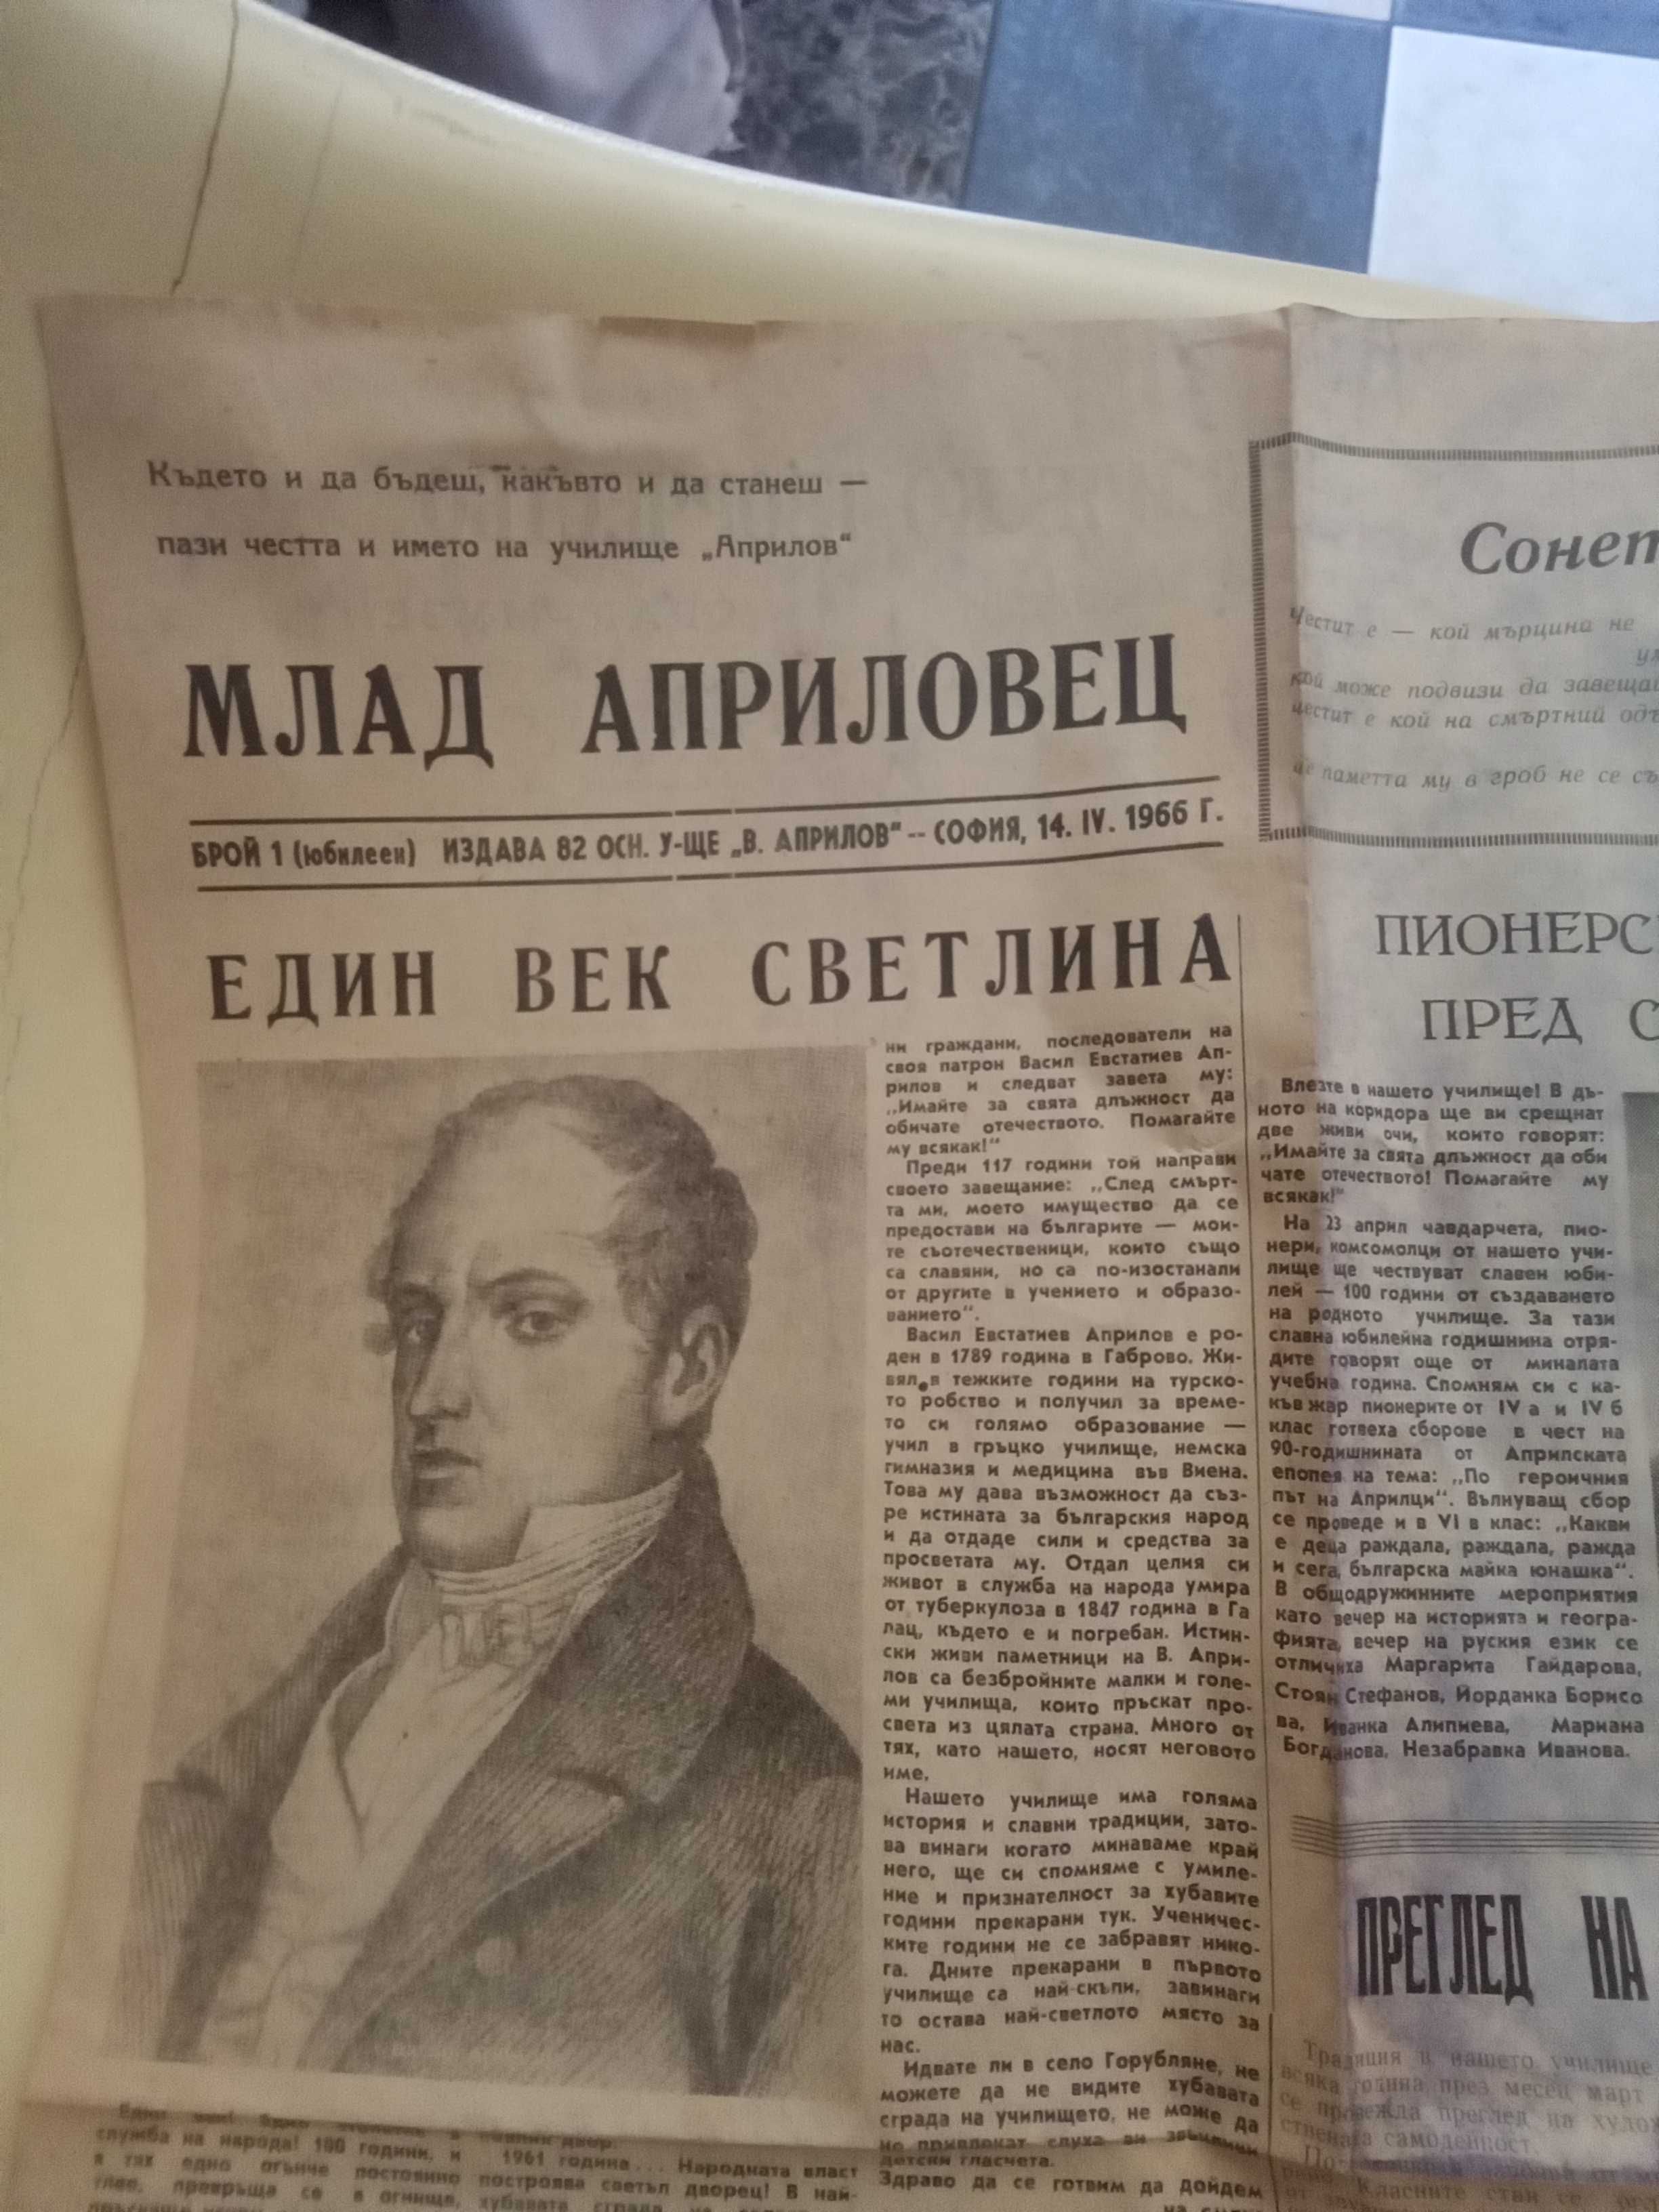 Където и да бъдеш, какъвто и да станеш —
пази честта и името на училище „Априлов“
МЛАД АПРИЛОВЕЦ
БРОЙ 1 (юбилеен) ИЗДАВА 82 ОСН. У-ЩЕ „В. АПРИЛОВ“ -- СОФИЯ, 14. IV. 1966 Г.
ЕДИН ВЕК СВЕТЛИНА
служба на народа! 100 години, и
в тях едно огънче постоянно
глее, превръща се в огнище,
1961 година... Народната власт
построява светъл дворец! В най-
хубавата сграда
ни граждани, последователи на
своя патрон Васил Евстатиев Ап-
рилов и следват завета му:
„Имайте за свята длъжност да
обичате отечеството. Помагайте
му всякак!“
Преди 117 години той направи
своето завещание: „След смърт-
та ми, моето имущество да се
предостави на българите — мои-
те сьотечественици, които също
са славяни, но са по-изостанали
от другите в учението и образо-
ванието“.
Васил Евстатиев Априлов е ро-
ден в 1789 година в Габрово. Жи-
вял в тежките години на турско-
то робство и получил за време-
то си голямо образование —
учил в гръцко училище, немска
гимназия и медицина във Виена.
Това му дава възможност да съз-
ре истината за българския народ
и да отдаде сили и средства за
просветата му. Отдал целия си
живот в служба на народа умира
от туберкулоза в 1847 година в Га
лац, където е и погребан. Истин-
ски живи паметници на В. Апри-
лов са безбройните малки и голе-
ми училища, които пръскат про-
света из цялата страна. Много от
тях, като нашето, носят неговото
име.
Нашето училище има голяма
история и славни традиции, зато-
ва винаги когато минаваме край
него, ще си спомняме с умиле-
ние и признателност за хубавите
години прекарани тук. Ученичес-
ките години не се забравят нико-
га. Дните прекарани в първото
училище са най-скъпи, завинаги
то остава най-светлото място за
нас.
Идвате ли в село Горубляне, не
можете да не видите хубавата
сграда на училището, не може да
не привлекат слуха ви звънливи
детски гласчета.
Здраво да се готвим да дойдем
Сонет
Честит е — кой мърцина не
кой може подвизи да завещае
честит е кой на смъртний одъ
че паметта му в гроб не се съ
ПИОНЕРС
ПРЕД С
Влезте в нашето училище! В дъ-
ното на коридора ще ви срещнат
две живи очи, които говорят:
„Имайте за свята длъжност да оби
чате отечеството! Помагайте му
всякак!“
На 23 април чавдарчета, пио-
нери, комсомолци от нашето учи-
лище ще чествуват славен юби-
лей — 100 години от създаването
на родното училище. За тази
славна юбилейна годишнина отря-
дите говорят още от миналата
учебна година. Спомням си с ка-
къв жар пионерите от IV а и IV б
клас готвеха сборове в чест на
90-годишнината от Априлската
епопея на тема: „По героичния
път на Априлци“. Вълнуващ сбор
се проведе и в VI в клас: „Какви
е деца раждала, раждала, ражда
и сега, българска майка юнашка“.
В общодружинните мероприятия
като вечер на историята и геогра-
фията, вечер на руския език се
отличиха Маргарита Гайдарова,
Стоян Стефанов, Йорданка Борисо
ва, Иванка Алипиева, Мариана
Богданова, Незабравка Иванова.
ПРЕГЛЕД НА
Традиция в нашето училище
всяка година през месец март
се провежда преглед на худож
ствената самодейност.